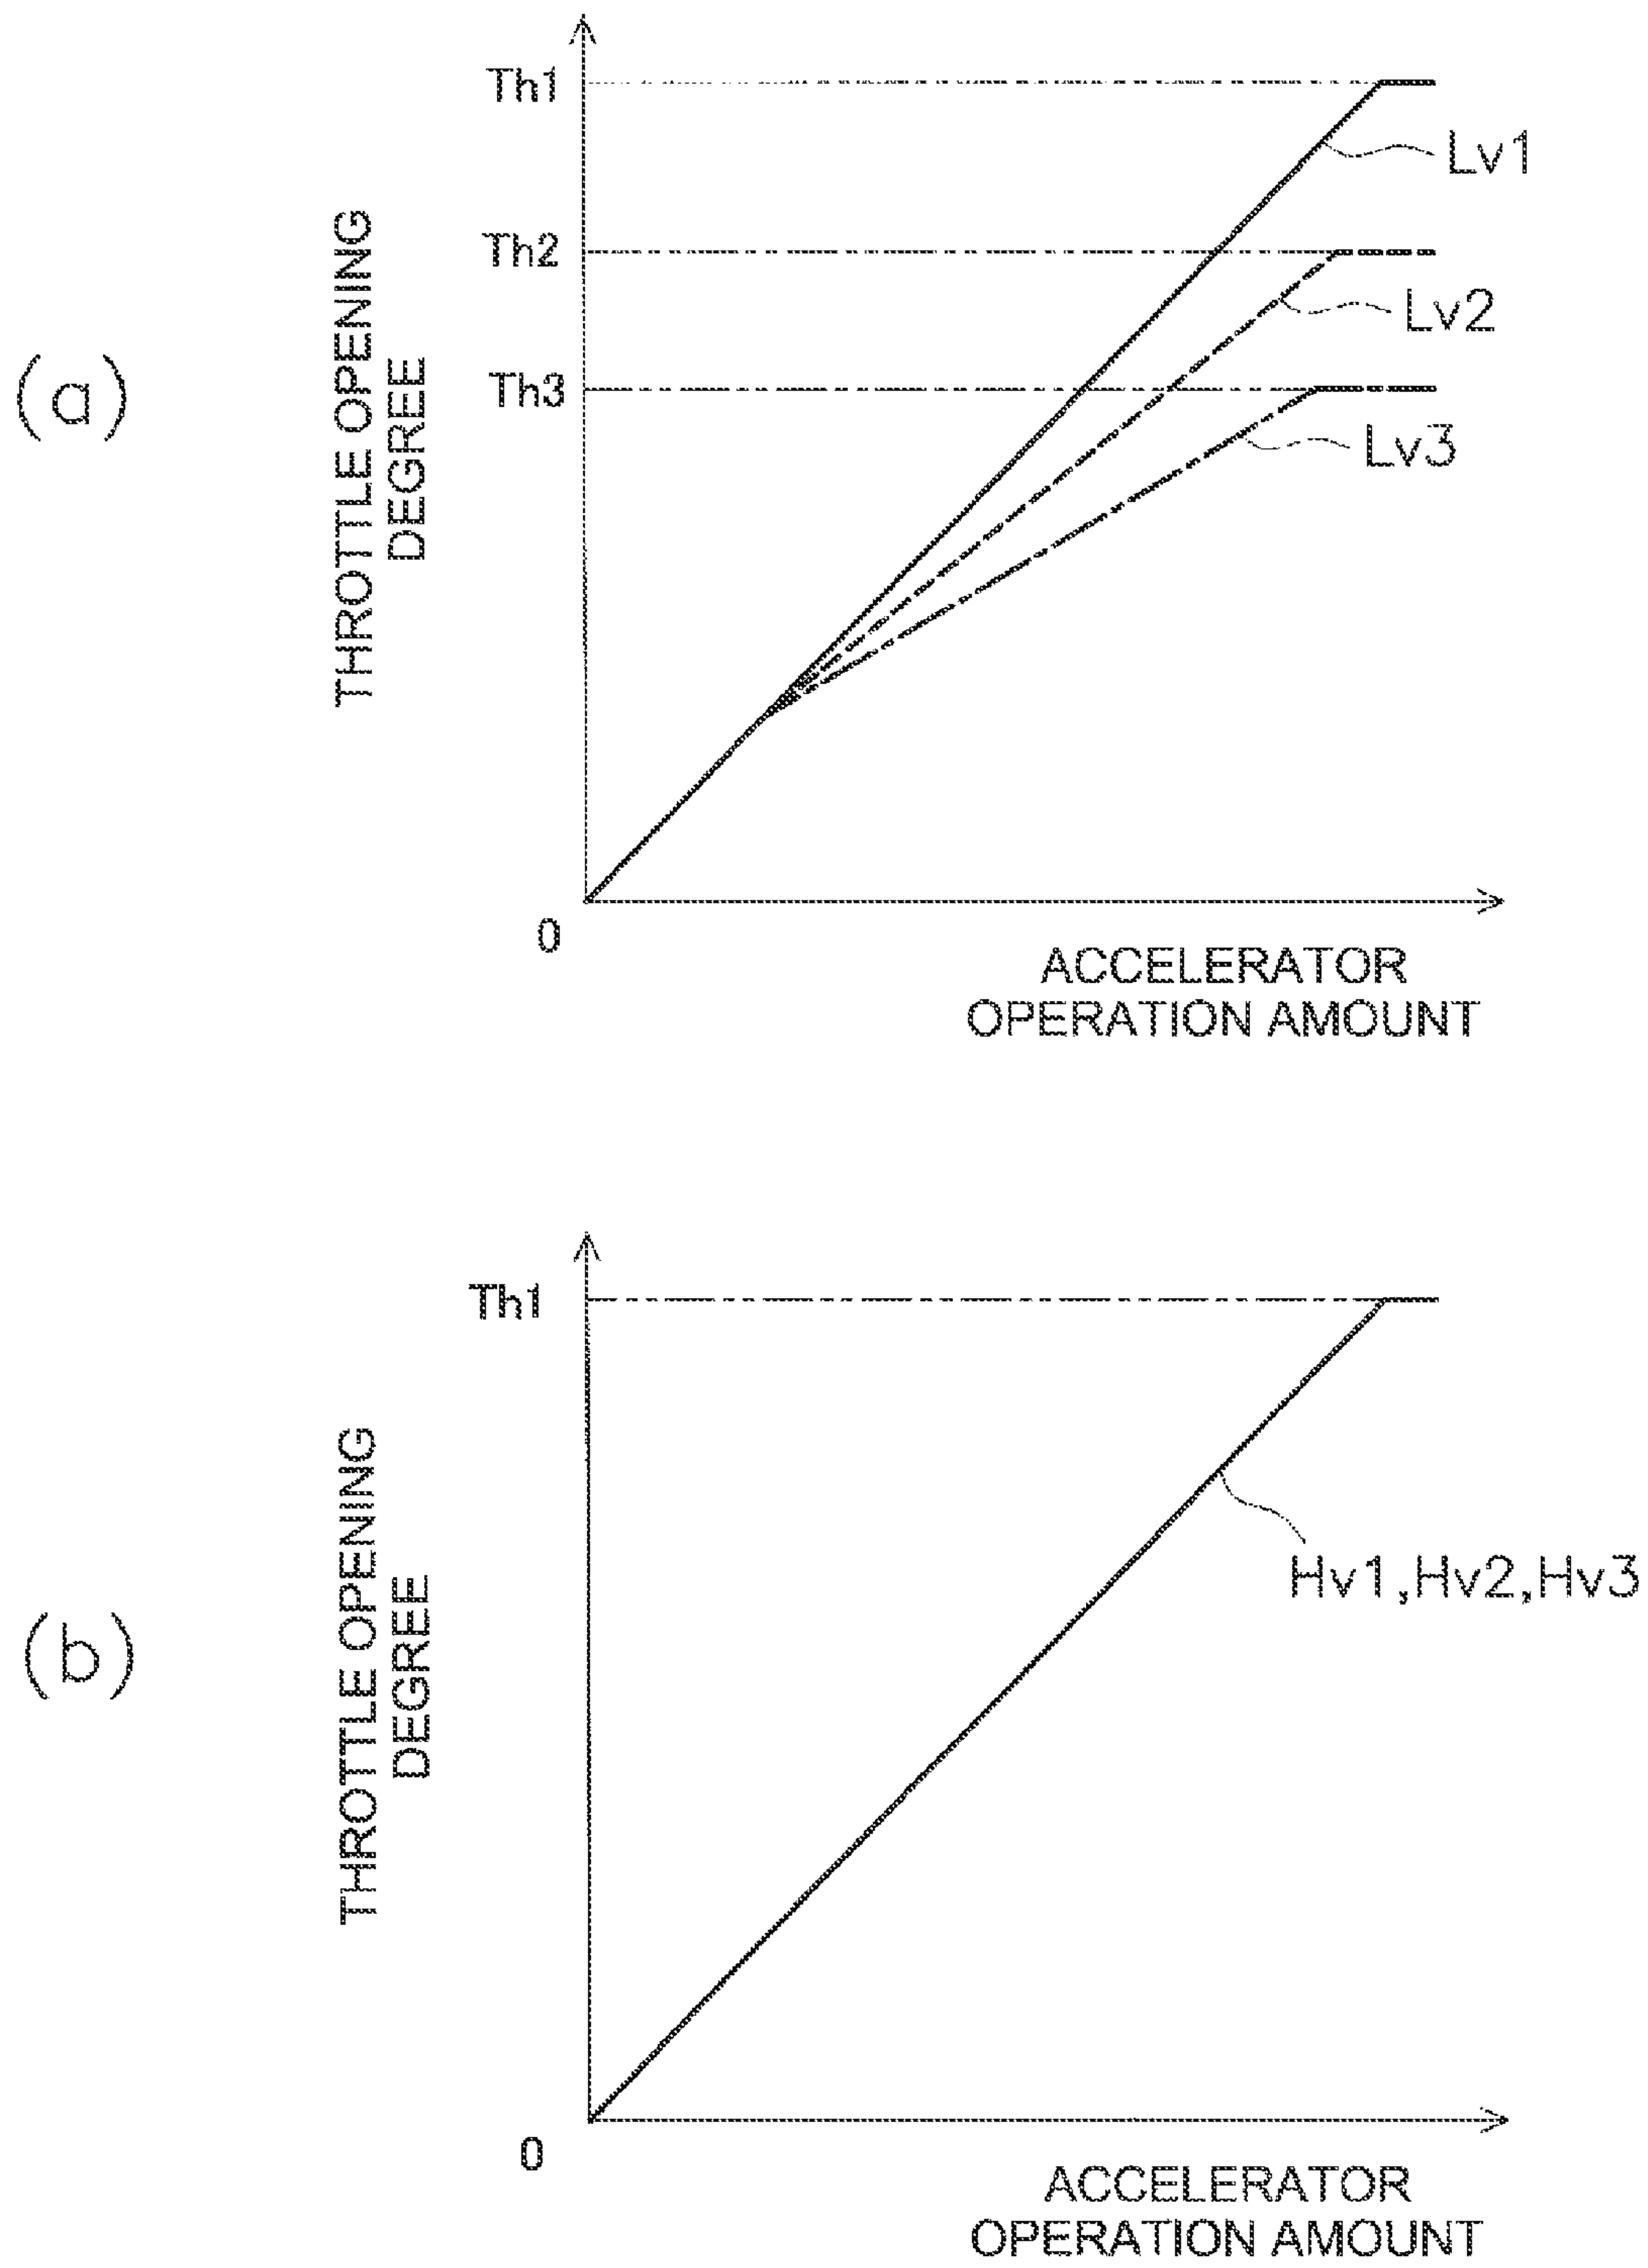 (a)
THROTTLE OPENING
DEGREE
Th1
Th2
Th3
Lv1
Lv2
Lv3
0
ACCELERATOR
OPERATION AMOUNT
(b)
THROTTLE OPENING
DEGREE
Th1
Hv1,Hv2,Hv3
0
ACCELERATOR
OPERATION AMOUNT